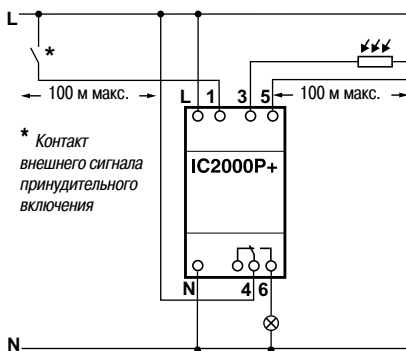 L
*
100 м макс.
L 1 3 5
100 м макс.
* Контакт
внешнего сигнала
принудительного
включения
IC2000P+
N 4 6
N